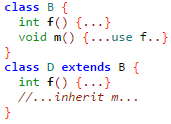 class B {
  int f() {...}
  void m() {...use f..}
}
class D extends B {
  int f() {...}
  //...inherit m...
}